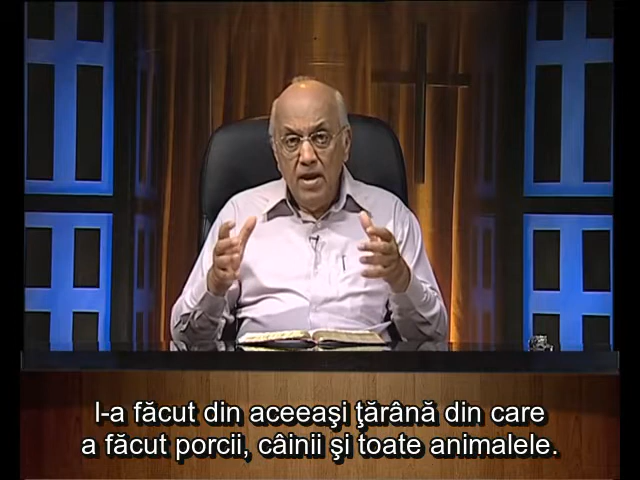 I-a făcut din aceeaşi ţărână din care
a făcut porcii, câinii şi toate animalele.